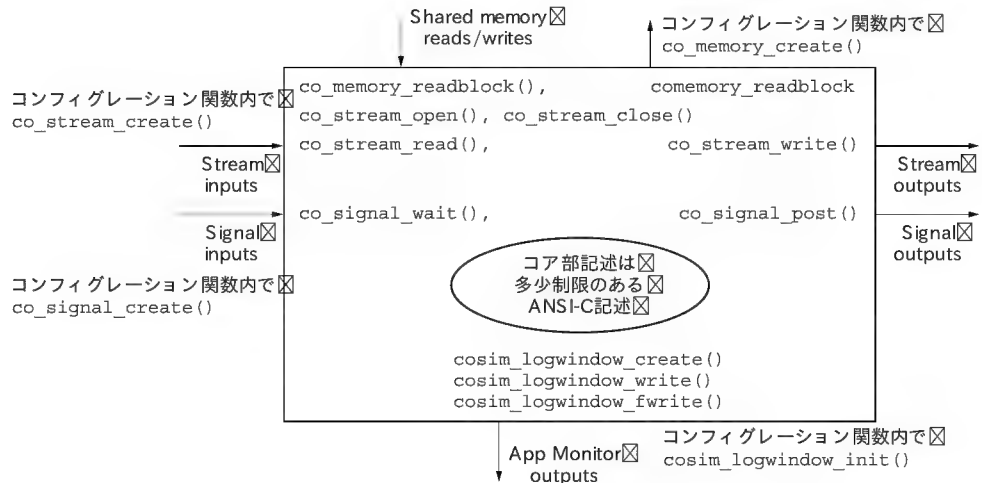 Shared memory
reads/writes
コンフィグレーション関数内で
co_memory_create()
コンフィグレーション関数内で
co_stream_create()
co_memory_readblock(), comemory_readblock
co_stream_open(), co_stream_close()
co_stream_read(), co_stream_write()
Stream
inputs
Stream
outputs
co_signal_wait(), co_signal_post()
Signal
inputs
Signal
outputs
コンフィグレーション関数内で
co_signal_create()
コア部記述は
多少制限のある
ANSI-C記述
cosim_logwindow_create()
cosim_logwindow_write()
cosim_logwindow_fwrite()
App Monitor
outputs
コンフィグレーション関数内で
cosim_logwindow_init()